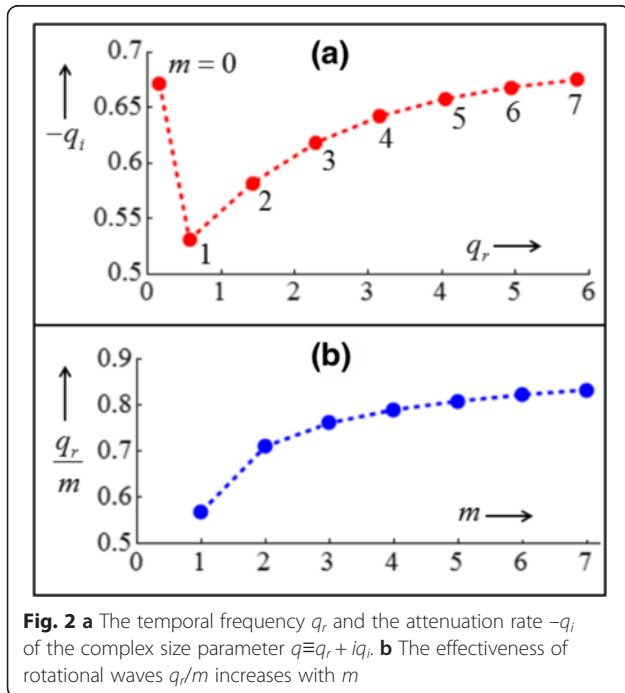 (a)
0.7
m = 0
0.65
−q_i
0.6
0.55
0.5
1
2
3
4
5
6
7
q_r →
0 1 2 3 4 5 6
(b)
0.9
0.8
q_r
m
0.7
0.6
0.5
m →
0 1 2 3 4 5 6 7
Fig. 2 a The temporal frequency q_r and the attenuation rate –q_i
of the complex size parameter q≡q_r + iq_i. b The effectiveness of
rotational waves q_r/m increases with m